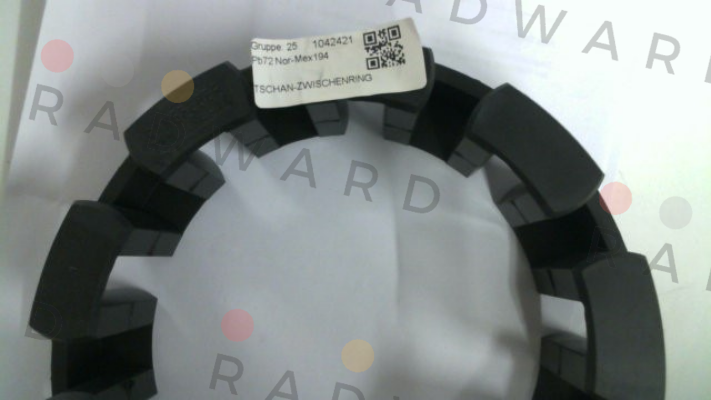 RADWARD
Gruppe: 25 1042421
Pb72 Nor-Mex194
TSCHAN-ZWISCHENRING
RADWARD
RADWARD